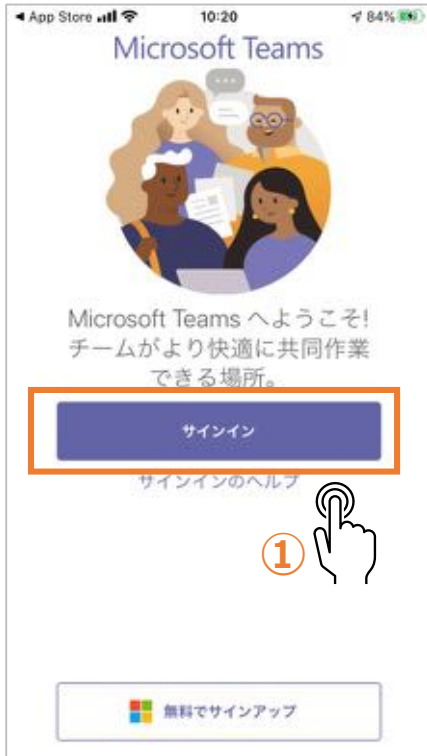 ◀ App Store 10:20 84%
Microsoft Teams
Microsoft Teams へようこそ!
チームがより快適に共同作業
できる場所。
サインイン
サインインのヘルプ
①
無料でサインアップ